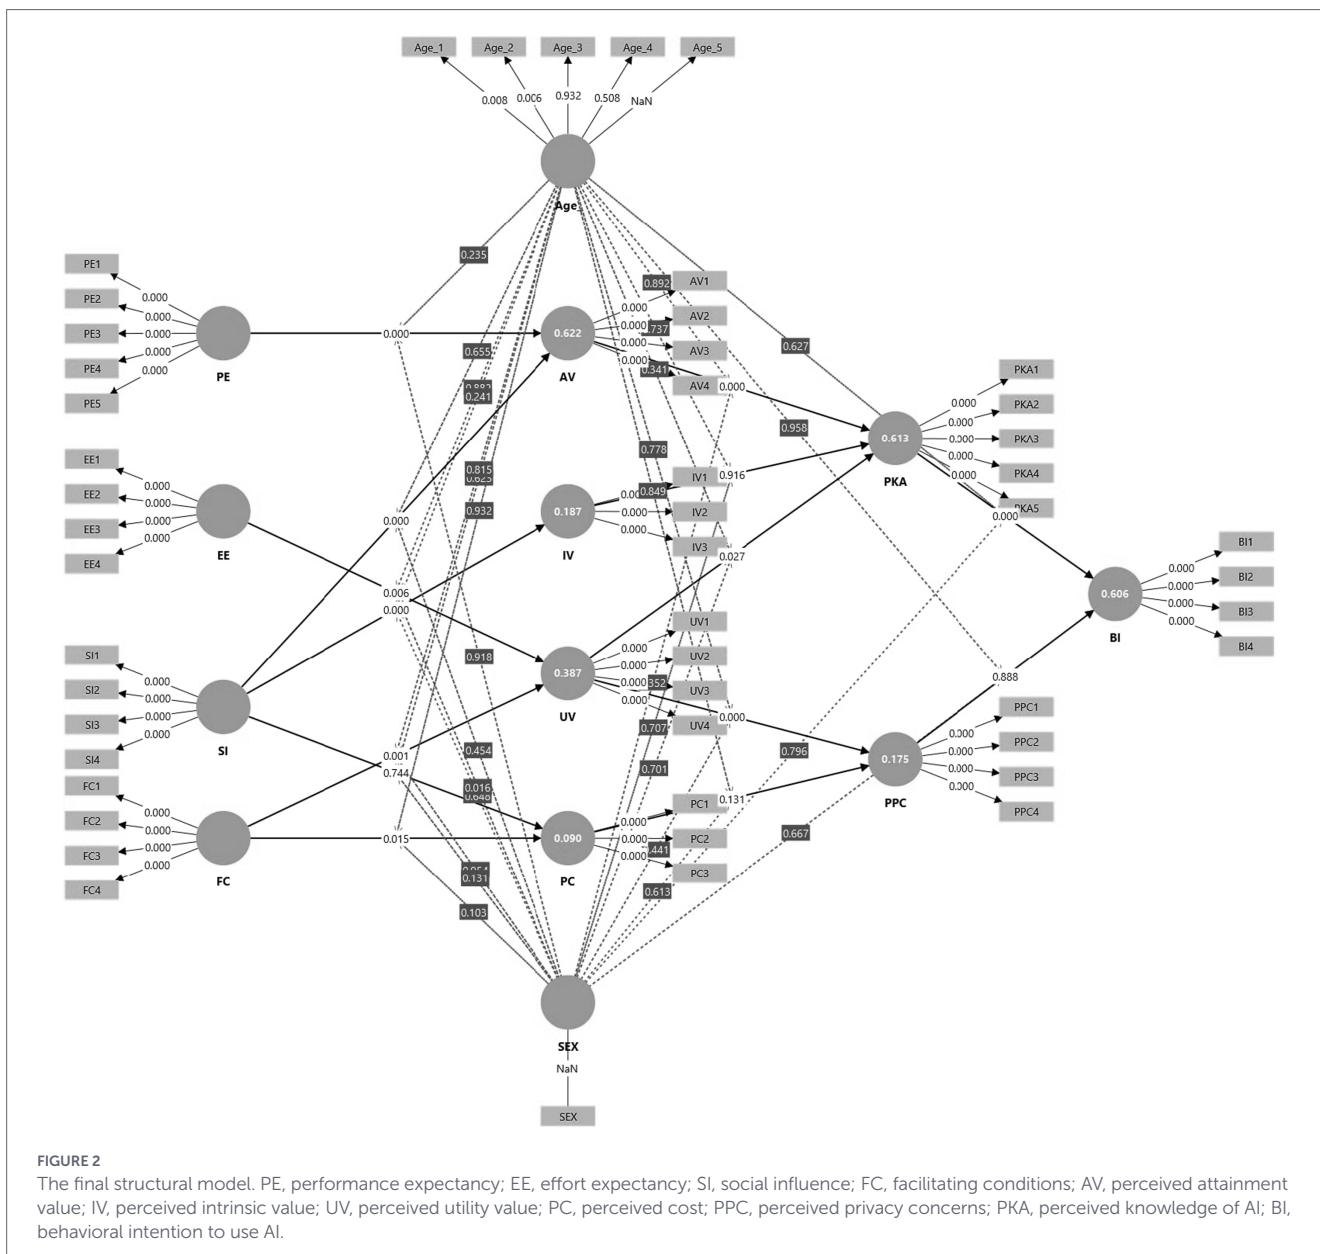 Age_1 Age_2 Age_3 Age_4 Age_5
0.008 0.006 0.932 0.508 NaN
Age_
0.235
PE1
PE2
PE3
PE4
PE5
0.000
0.000
0.000
0.000
0.000
PE
0.000
0.622
AV
0.892
AV1
AV2
AV3
AV4
0.000
0.000
0.000
0.000
0.341
0.000
0.627
0.655
0.241
0.958
PKA1
PKA2
PKA3
PKA4
0.000
0.000
0.000
0.000
0.000
0.613
PKA
0.000
EE1
EE2
EE3
EE4
0.000
0.000
0.000
0.000
EE
0.815
0.932
0.778
0.849
0.000
0.187
IV
IV1
IV2
IV3
0.000
0.000
0.916
0.027
0.006
0.000
BI1
BI2
BI3
BI4
0.000
0.000
0.000
0.000
0.606
BI
SI1
SI2
SI3
SI4
0.000
0.000
0.000
0.000
SI
0.918
0.387
UV
UV1
UV2
UV3
UV4
0.000
0.000
0.000
0.000
0.000
0.707
0.701
0.888
0.796
0.454
0.016
0.001
0.744
PPC1
PPC2
PPC3
PPC4
0.000
0.000
0.000
0.000
0.175
PPC
FC1
FC2
FC3
FC4
0.000
0.000
0.000
0.000
FC
0.015
0.090
PC
PC1
PC2
PC3
0.000
0.000
0.000
0.131
0.613
0.667
0.131
0.103
SEX
NaN
SEX
FIGURE 2
The final structural model. PE, performance expectancy; EE, effort expectancy; SI, social influence; FC, facilitating conditions; AV, perceived attainment
value; IV, perceived intrinsic value; UV, perceived utility value; PC, perceived cost; PPC, perceived privacy concerns; PKA, perceived knowledge of AI; BI,
behavioral intention to use AI.